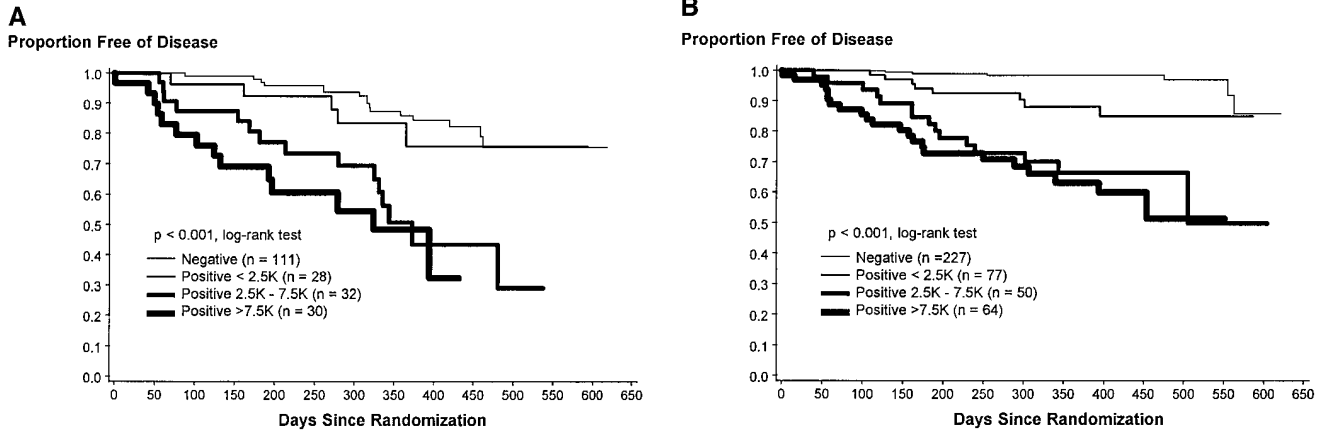 A
Proportion Free of Disease
1.0
0.9
0.8
0.7
0.6
0.5
0.4
0.3
0.2
0.1
0.0
p < 0.001, log-rank test
Negative (n = 111)
Positive < 2.5K (n = 28)
Positive 2.5K - 7.5K (n = 32)
Positive >7.5K (n = 30)
0 50 100 150 200 250 300 350 400 450 500 550 600 650
Days Since Randomization
B
Proportion Free of Disease
1.0
0.9
0.8
0.7
0.6
0.5
0.4
0.3
0.2
0.1
0.0
p < 0.001, log-rank test
Negative (n =227)
Positive < 2.5K (n = 77)
Positive 2.5K - 7.5K (n = 50)
Positive >7.5K (n = 64)
0 50 100 150 200 250 300 350 400 450 500 550 600 650
Days Since Randomization